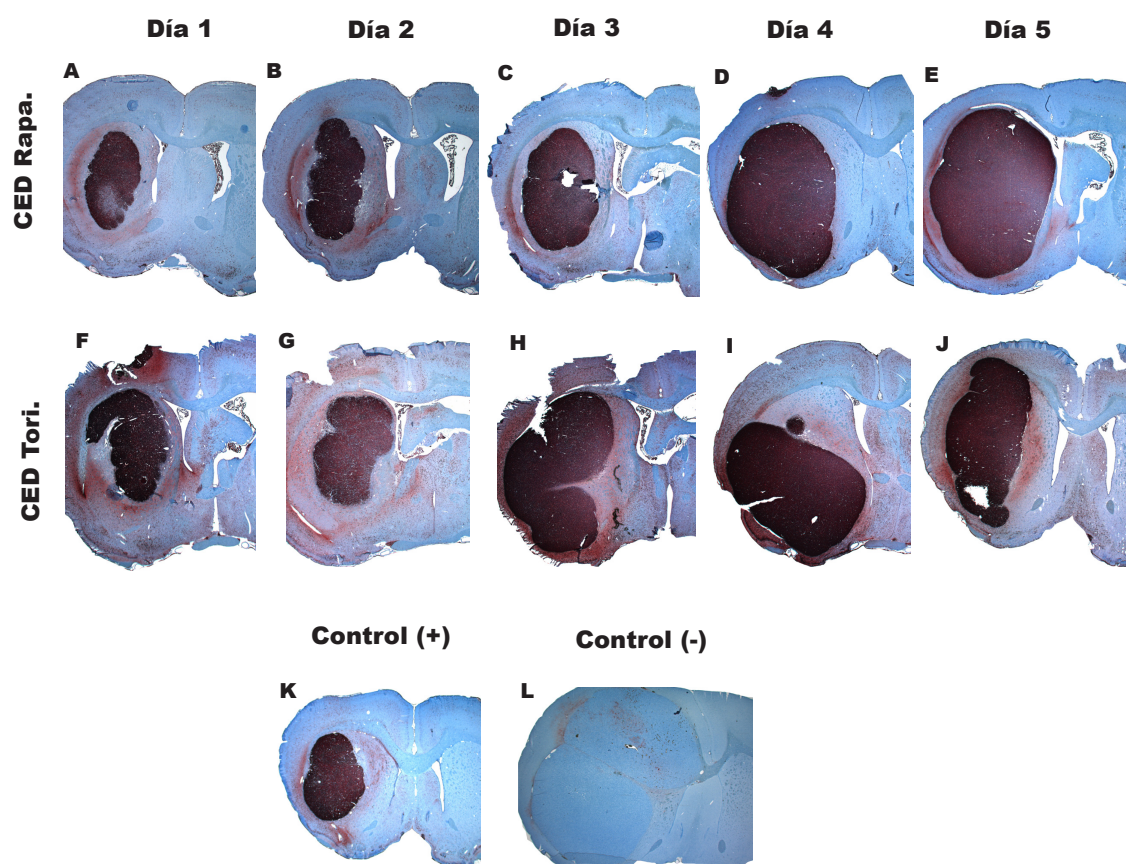 Día 1
Día 2
Día 3
Día 4
Día 5
CED Rapa.
A
B
C
D
E
CED Tori.
F
G
H
I
J
Control (+)
Control (-)
K
L